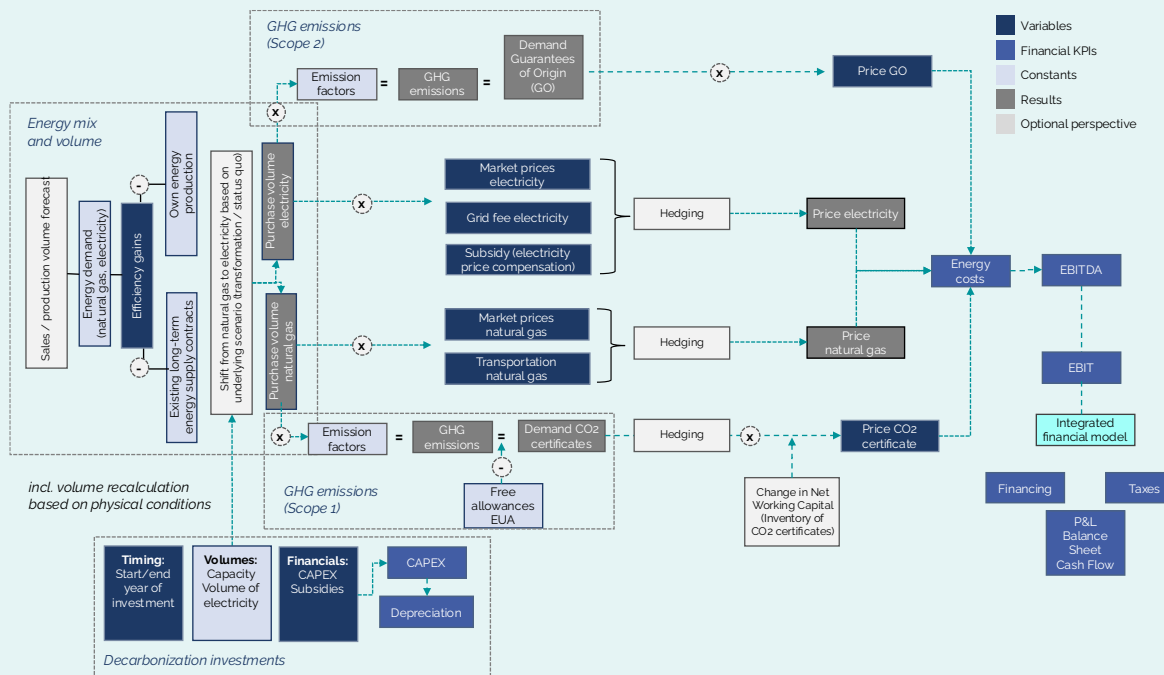 GHG emissions
(Scope 2)
Emission
factors
=
GHG
emissions
=
Demand
Guarantees
of Origin
(GO)
x
Price GO
Variables
Financial KPIs
Constants
Results
Optional perspective
x
Energy mix
and volume
Sales / production volume forecast
Energy demand
(natural gas, electricity)
Efficiency gains
-
Own energy
production
-
Existing long-term
energy supply contracts
Shift from natural gas to electricity based on
underlying scenario (transformation / status quo)
Purchase volume
electricity
Purchase volume
natural gas
x
Market prices
electricity
Grid fee electricity
Subsidy (electricity
price compensation)
Hedging
Price electricity
x
Market prices
natural gas
Transportation
natural gas
Hedging
Price
natural gas
Energy
costs
EBITDA
EBIT
Integrated
financial model
x
Emission
factors
=
GHG
emissions
=
Demand CO2
certificates
Hedging
x
Price CO2
certificate
-
Free
allowances
EUA
GHG emissions
(Scope 1)
Change in Net
Working Capital
(Inventory of
CO2 certificates)
Financing
Taxes
P&L
Balance
Sheet
Cash Flow
incl. volume recalculation
based on physical conditions
Timing:
Start/end
year of
investment
Volumes:
Capacity
Volume of
electricity
Financials:
CAPEX
Subsidies
CAPEX
Depreciation
Decarbonization investments